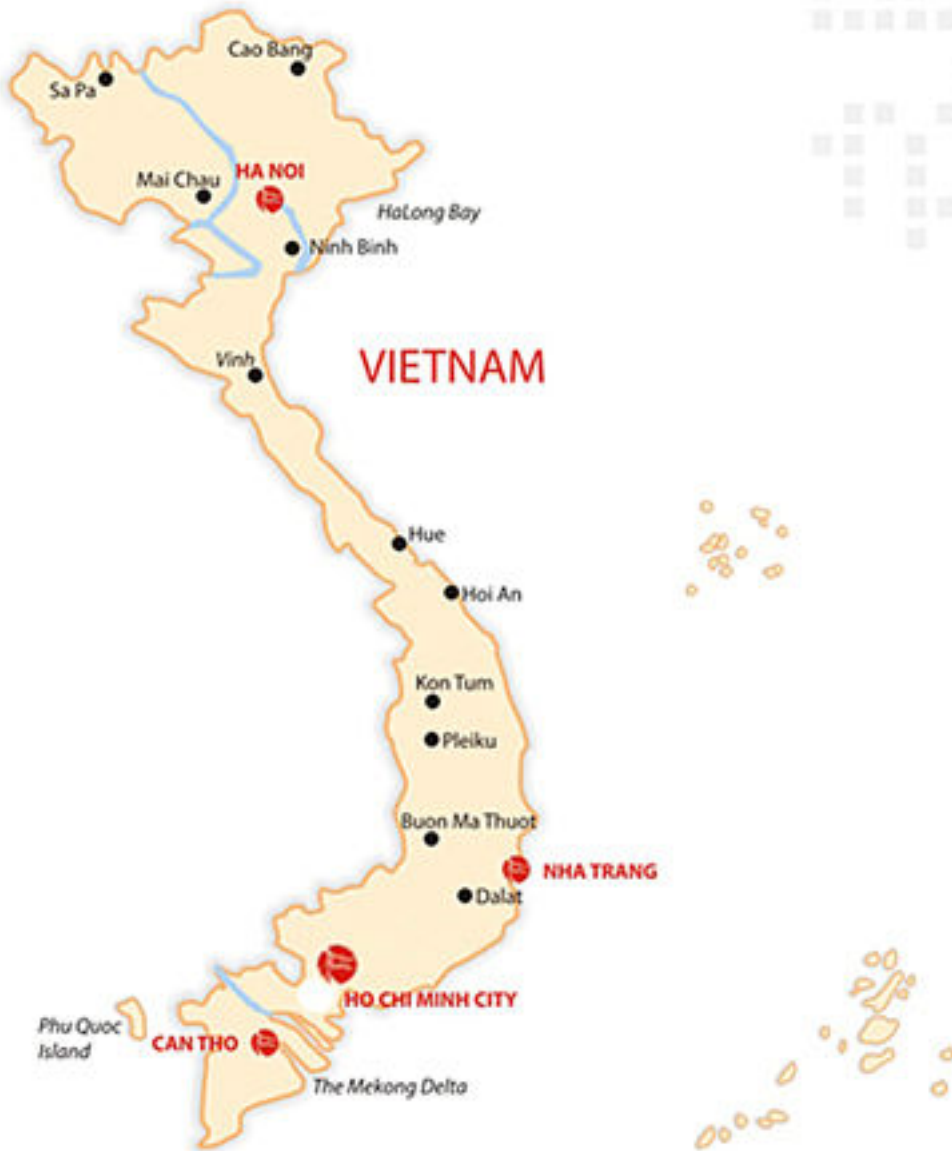 Cao Bang
Sa Pa
HA NOI
Mai Chau
HaLong Bay
Ninh Binh
Vinh
VIETNAM
Hue
Hoi An
Kon Tum
Pleiku
Buon Ma Thuot
NHA TRANG
Dalat
HO CHI MINH CITY
Phu Quoc
Island
CAN THO
The Mekong Delta